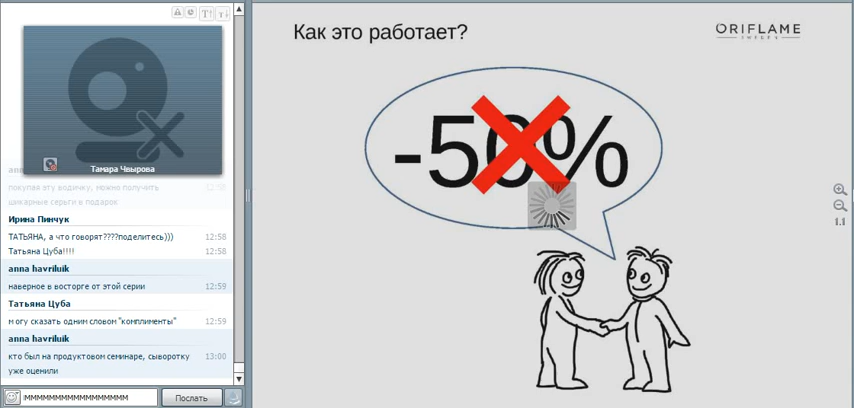 Тамара Чвырова
покупая эту водичку, можно получить
шикарные серьги в подарок
Ирина Пинчук
ТАТЬЯНА, а что говорят????поделитесь))) 12:58
Татьяна Цуба!!!! 12:58
anna havriluik
наверное в восторге от этой серии 12:59
Татьяна Цуба
могу сказать одним словом "комплименты" 12:59
anna havriluik
кто был на продуктовом семинаре, сыворотку 13:00
уже оценили
Послать
Как это работает?
ORIFLAME
SWEDEN
-50%
1:1